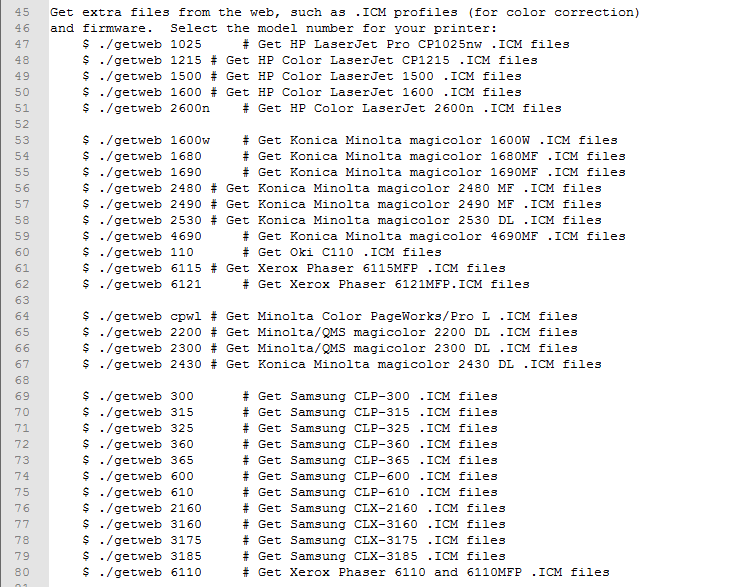 45 Get extra files from the web, such as .ICM profiles (for color correction)
46 and firmware.  Select the model number for your printer:
47     $ ./getweb 1025     # Get HP LaserJet Pro CP1025nw .ICM files
48     $ ./getweb 1215 # Get HP Color LaserJet CP1215 .ICM files
49     $ ./getweb 1500 # Get HP Color LaserJet 1500 .ICM files
50     $ ./getweb 1600 # Get HP Color LaserJet 1600 .ICM files
51     $ ./getweb 2600n    # Get HP Color LaserJet 2600n .ICM files
52
53     $ ./getweb 1600w    # Get Konica Minolta magicolor 1600W .ICM files
54     $ ./getweb 1680     # Get Konica Minolta magicolor 1680MF .ICM files
55     $ ./getweb 1690     # Get Konica Minolta magicolor 1690MF .ICM files
56     $ ./getweb 2480 # Get Konica Minolta magicolor 2480 MF .ICM files
57     $ ./getweb 2490 # Get Konica Minolta magicolor 2490 MF .ICM files
58     $ ./getweb 2530 # Get Konica Minolta magicolor 2530 DL .ICM files
59     $ ./getweb 4690     # Get Konica Minolta magicolor 4690MF .ICM files
60     $ ./getweb 110      # Get Oki C110 .ICM files
61     $ ./getweb 6115 # Get Xerox Phaser 6115MFP .ICM files
62     $ ./getweb 6121     # Get Xerox Phaser 6121MFP.ICM files
63
64     $ ./getweb cpwl # Get Minolta Color PageWorks/Pro L .ICM files
65     $ ./getweb 2200 # Get Minolta/QMS magicolor 2200 DL .ICM files
66     $ ./getweb 2300 # Get Minolta/QMS magicolor 2300 DL .ICM files
67     $ ./getweb 2430 # Get Konica Minolta magicolor 2430 DL .ICM files
68
69     $ ./getweb 300      # Get Samsung CLP-300 .ICM files
70     $ ./getweb 315      # Get Samsung CLP-315 .ICM files
71     $ ./getweb 325      # Get Samsung CLP-325 .ICM files
72     $ ./getweb 360      # Get Samsung CLP-360 .ICM files
73     $ ./getweb 365      # Get Samsung CLP-365 .ICM files
74     $ ./getweb 600      # Get Samsung CLP-600 .ICM files
75     $ ./getweb 610      # Get Samsung CLP-610 .ICM files
76     $ ./getweb 2160     # Get Samsung CLX-2160 .ICM files
77     $ ./getweb 3160     # Get Samsung CLX-3160 .ICM files
78     $ ./getweb 3175     # Get Samsung CLX-3175 .ICM files
79     $ ./getweb 3185     # Get Samsung CLX-3185 .ICM files
80     $ ./getweb 6110     # Get Xerox Phaser 6110 and 6110MFP .ICM files